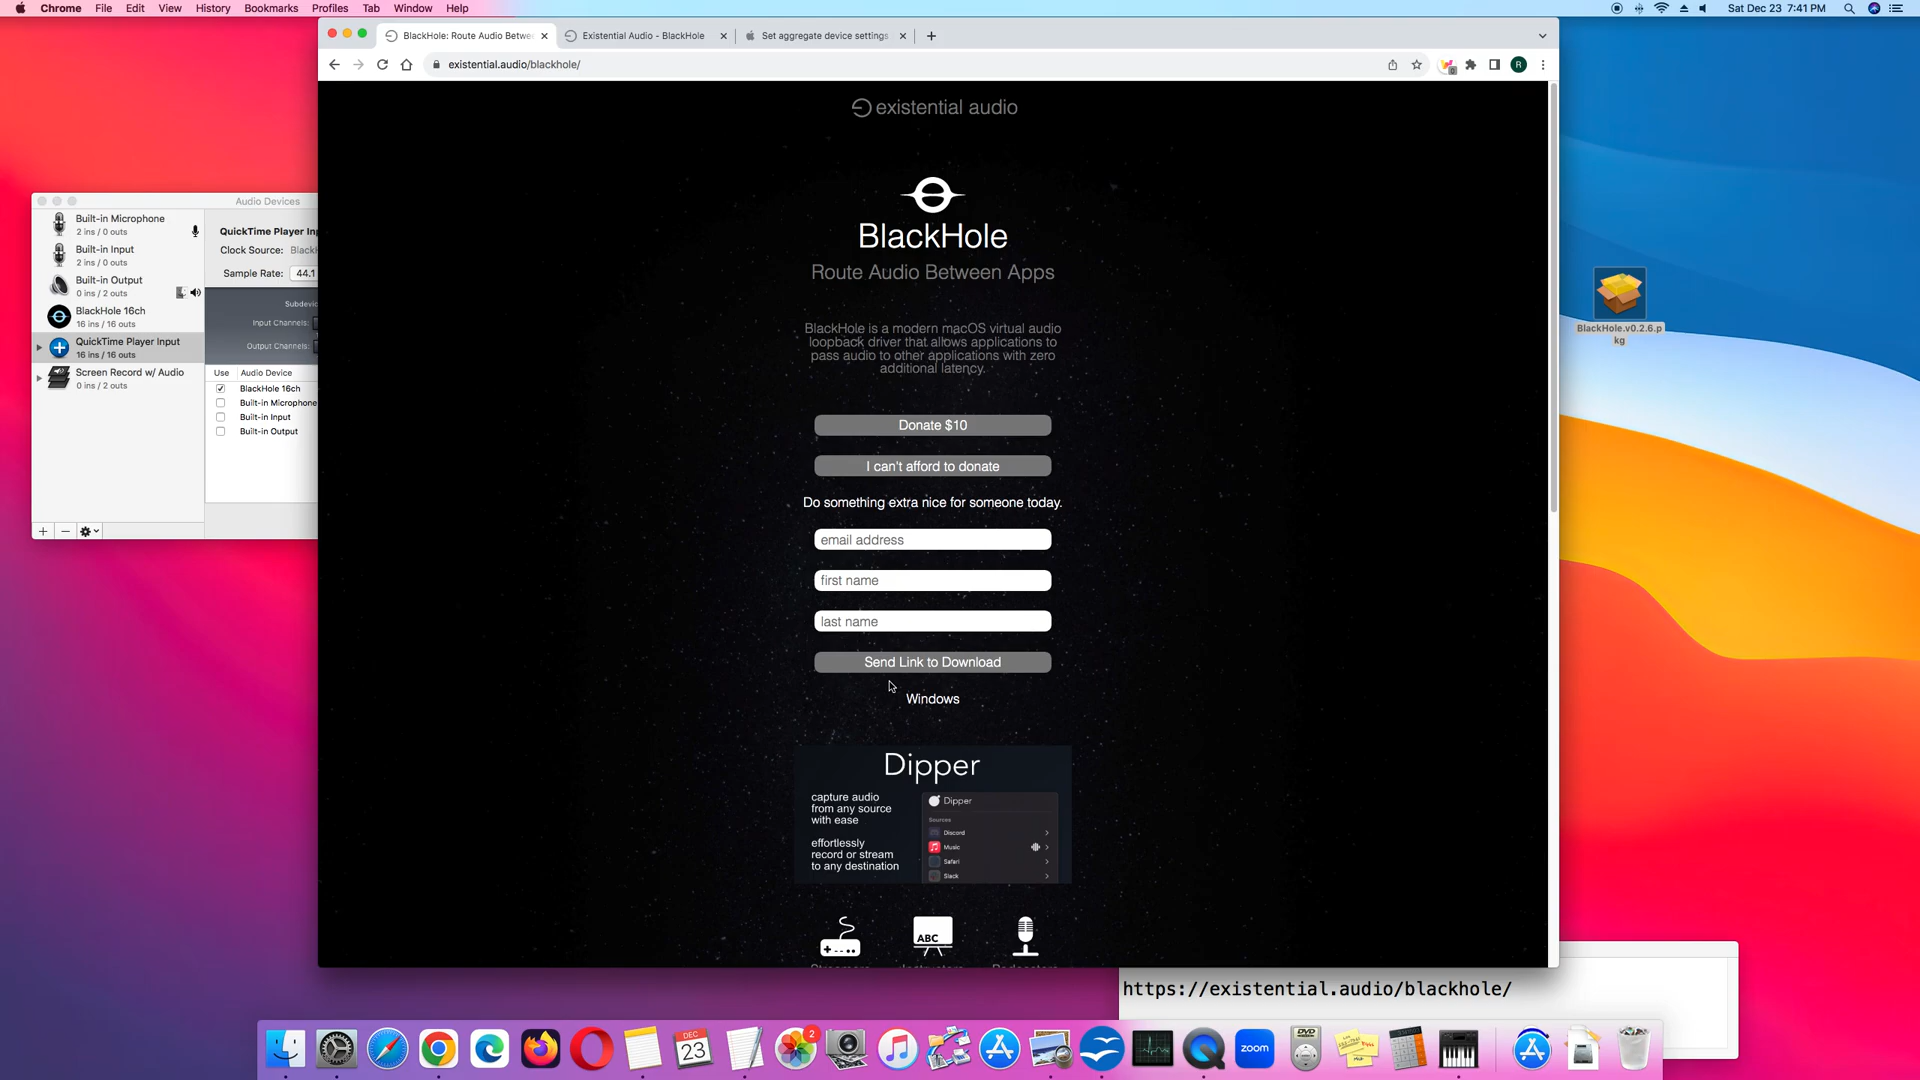 Chrome File Edit View History Bookmarks Profiles Tab Window Help
Sat Dec 23 7:41 PM
BlackHole: Route Audio Betwe
Existential Audio - BlackHole
Set aggregate device settings
existential.audio/blackhole/
R
existential audio
BlackHole
Route Audio Between Apps
BlackHole is a modern macOS virtual audio
loopback driver that allows applications to
pass audio to other applications with zero
additional latency.
Donate $10
I can't afford to donate
Do something extra nice for someone today.
email address
first name
last name
Send Link to Download
Windows
Dipper
capture audio
from any source
with ease
effortlessly
record or stream
to any destination
Dipper
Sources
Discord
Music
Safari
Slack
ABC
Audio Devices
Built-in Microphone
2 ins / 0 outs
Built-in Input
2 ins / 0 outs
Built-in Output
0 ins / 2 outs
BlackHole 16ch
16 ins / 16 outs
QuickTime Player Input
16 ins / 16 outs
Screen Record w/ Audio
0 ins / 2 outs
QuickTime Player In
Clock Source: BlackH
Sample Rate: 44.1
Subdevic
Input Channels:
Output Channels:
Use Audio Device
BlackHole 16ch
Built-in Microphone
Built-in Input
Built-in Output
BlackHole.v0.2.6.p
kg
https://existential.audio/blackhole/
DEC
23
2
zoom